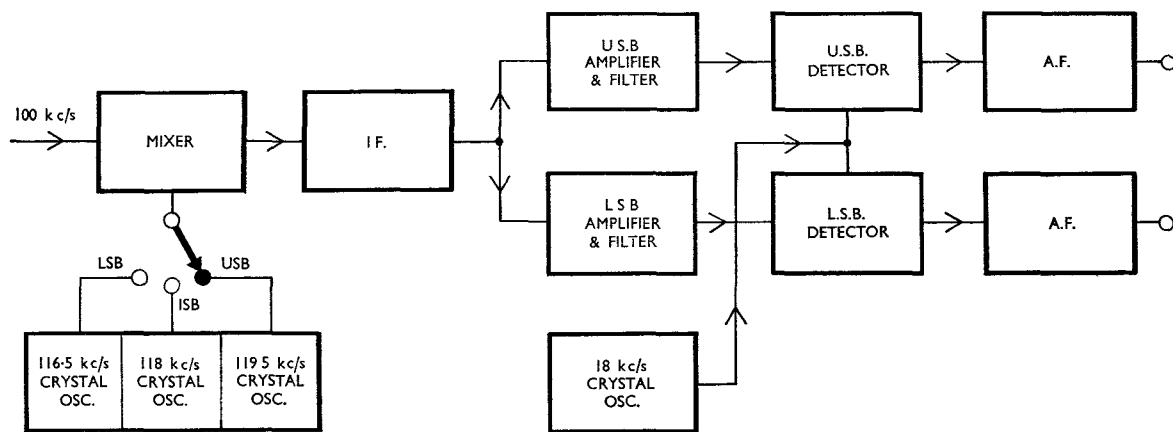 U S.B
AMPLIFIER
& FILTER
U.S.B.
DETECTOR
A.F.
100 kc/s
MIXER
I F.
L S B
AMPLIFIER
& FILTER
L.S.B.
DETECTOR
A.F.
LSB
USB
ISB
116·5 kc/s
CRYSTAL
OSC.
118 kc/s
CRYSTAL
OSC.
119 5 kc/s
CRYSTAL
OSC.
18 kc/s
CRYSTAL
OSC.